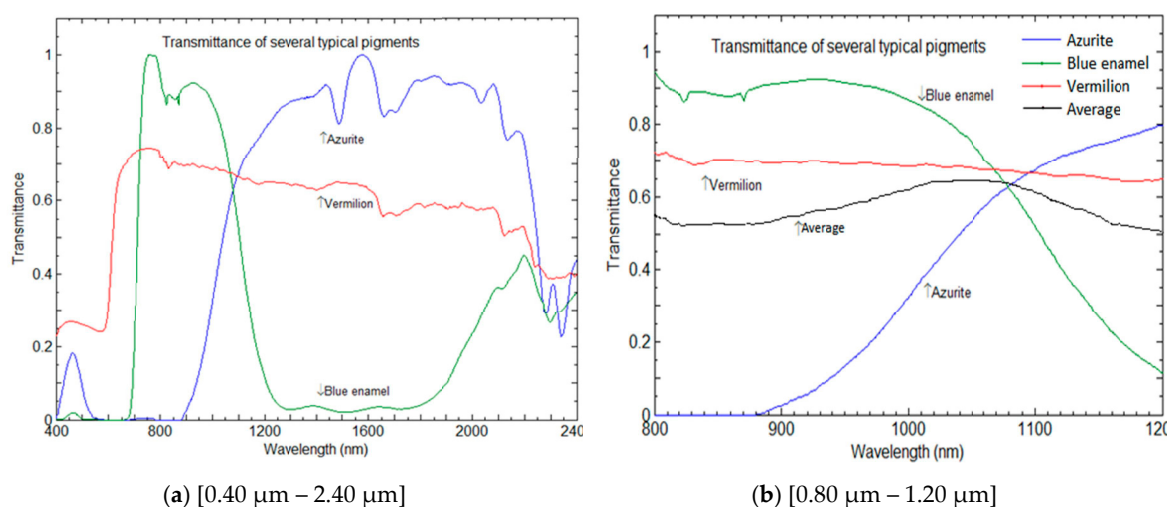 Transmittance of several typical pigments
1
0.8
0.6
0.4
0.2
0
Transmittance
↑Azurite
↑Vermilion
↓Blue enamel
400 800 1200 1600 2000 240
Wavelength (nm)
(a) [0.40 μm – 2.40 μm]
Transmittance of several typical pigments
Azurite
Blue enamel
Vermilion
Average
1
0.8
0.6
0.4
0.2
0
Transmittance
↓Blue enamel
↑Vermilion
↑Average
↑Azurite
800 900 1000 1100 120
Wavelength (nm)
(b) [0.80 μm – 1.20 μm]